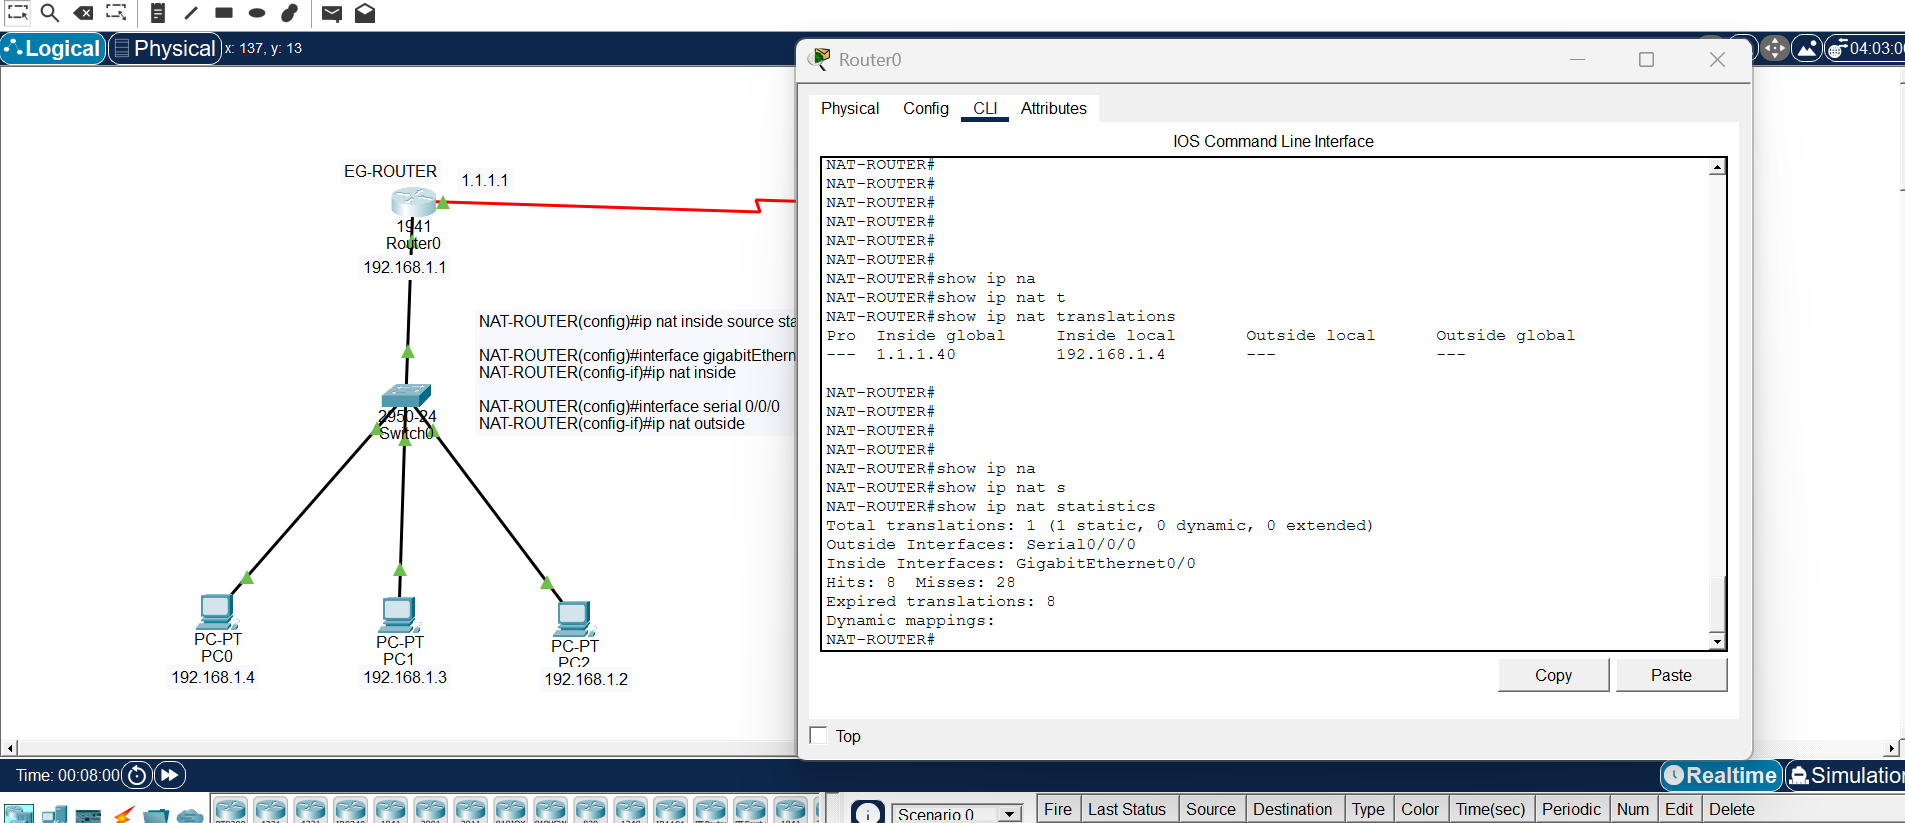 Logical
Physical
x: 137, y: 13
04:03:0
EG-ROUTER
1.1.1.1
1941
Router0
192.168.1.1
NAT-ROUTER(config)#ip nat inside source sta
NAT-ROUTER(config)#interface gigabitEthern
NAT-ROUTER(config-if)#ip nat inside
NAT-ROUTER(config)#interface serial 0/0/0
NAT-ROUTER(config-if)#ip nat outside
2950-24
Switch0
PC-PT
PC0
192.168.1.4
PC-PT
PC1
192.168.1.3
PC-PT
PC2
192.168.1.2
Router0
Physical
Config
CLI
Attributes
IOS Command Line Interface
NAT-ROUTER#
NAT-ROUTER#
NAT-ROUTER#
NAT-ROUTER#
NAT-ROUTER#
NAT-ROUTER#
NAT-ROUTER#show ip na
NAT-ROUTER#show ip nat t
NAT-ROUTER#show ip nat translations
Pro  Inside global     Inside local       Outside local      Outside global
---  1.1.1.40          192.168.1.4        ---                ---
NAT-ROUTER#
NAT-ROUTER#
NAT-ROUTER#
NAT-ROUTER#
NAT-ROUTER#show ip na
NAT-ROUTER#show ip nat s
NAT-ROUTER#show ip nat statistics
Total translations: 1 (1 static, 0 dynamic, 0 extended)
Outside Interfaces: Serial0/0/0
Inside Interfaces: GigabitEthernet0/0
Hits: 8  Misses: 28
Expired translations: 8
Dynamic mappings:
NAT-ROUTER#
Copy
Paste
Top
Time: 00:08:00
Realtime
Simulation
Scenario 0
Fire
Last Status
Source
Destination
Type
Color
Time(sec)
Periodic
Num
Edit
Delete